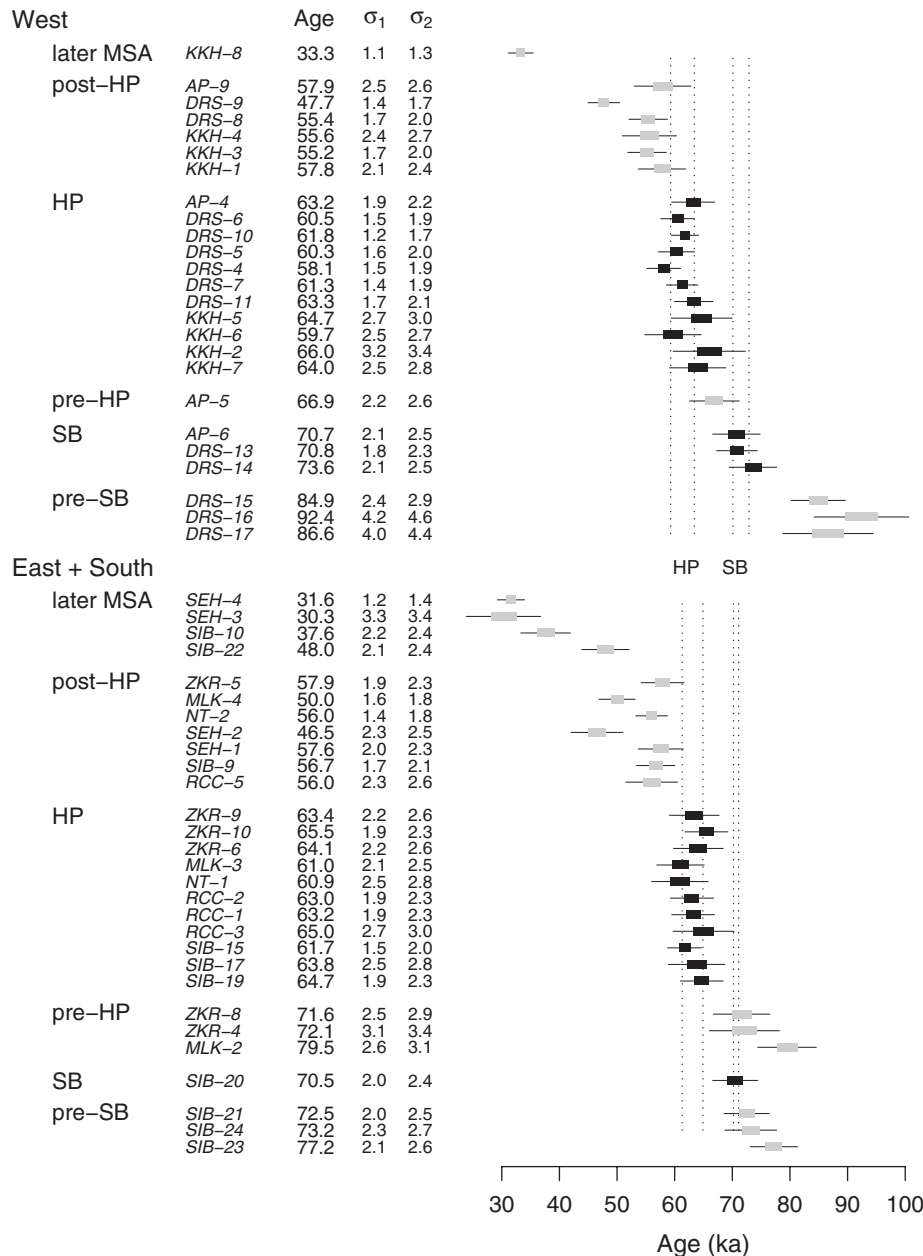 West Age σ1 σ2
later MSA KKH−8 33.3 1.1 1.3
post−HP AP−9 57.9 2.5 2.6
DRS−9 47.7 1.4 1.7
DRS−8 55.4 1.7 2.0
KKH−4 55.6 2.4 2.7
KKH−3 55.2 1.7 2.0
KKH−1 57.8 2.1 2.4
HP AP−4 63.2 1.9 2.2
DRS−6 60.5 1.5 1.9
DRS−10 61.8 1.2 1.7
DRS−5 60.3 1.6 2.0
DRS−4 58.1 1.5 1.9
DRS−7 61.3 1.4 1.9
DRS−11 63.3 1.7 2.1
KKH−5 64.7 2.7 3.0
KKH−6 59.7 2.5 2.7
KKH−2 66.0 3.2 3.4
KKH−7 64.0 2.5 2.8
pre−HP AP−5 66.9 2.2 2.6
SB AP−6 70.7 2.1 2.5
DRS−13 70.8 1.8 2.3
DRS−14 73.6 2.1 2.5
pre−SB DRS−15 84.9 2.4 2.9
DRS−16 92.4 4.2 4.6
DRS−17 86.6 4.0 4.4
East + South HP SB
later MSA SEH−4 31.6 1.2 1.4
SEH−3 30.3 3.3 3.4
SIB−10 37.6 2.2 2.4
SIB−22 48.0 2.1 2.4
post−HP ZKR−5 57.9 1.9 2.3
MLK−4 50.0 1.6 1.8
NT−2 56.0 1.4 1.8
SEH−2 46.5 2.3 2.5
SEH−1 57.6 2.0 2.3
SIB−9 56.7 1.7 2.1
RCC−5 56.0 2.3 2.6
HP ZKR−9 63.4 2.2 2.6
ZKR−10 65.5 1.9 2.3
ZKR−6 64.1 2.2 2.6
MLK−3 61.0 2.1 2.5
NT−1 60.9 2.5 2.8
RCC−2 63.0 1.9 2.3
RCC−1 63.2 1.9 2.3
RCC−3 65.0 2.7 3.0
SIB−15 61.7 1.5 2.0
SIB−17 63.8 2.5 2.8
SIB−19 64.7 1.9 2.3
pre−HP ZKR−8 71.6 2.5 2.9
ZKR−4 72.1 3.1 3.4
MLK−2 79.5 2.6 3.1
SB SIB−20 70.5 2.0 2.4
pre−SB SIB−21 72.5 2.0 2.5
SIB−24 73.2 2.3 2.7
SIB−23 77.2 2.1 2.6
30 40 50 60 70 80 90 100
Age (ka)